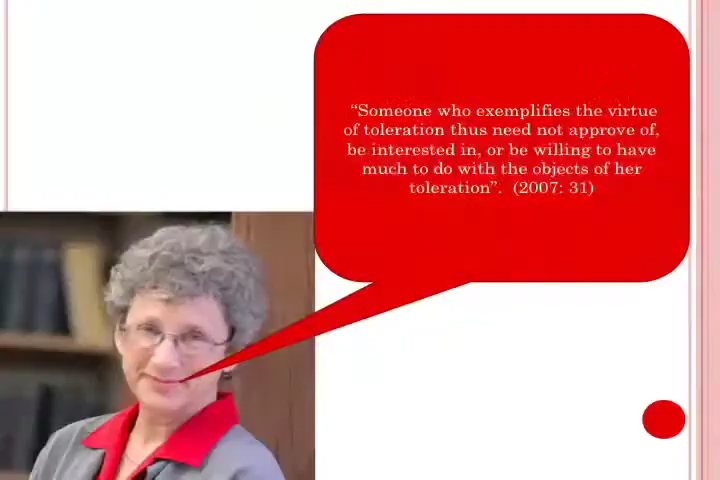 “Someone who exemplifies the virtue
of toleration thus need not approve of,
be interested in, or be willing to have
much to do with the objects of her
toleration”.  (2007: 31)